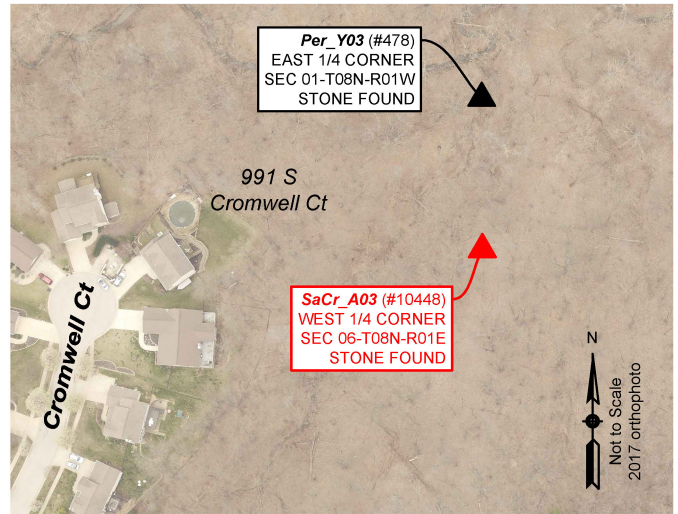 Per_Y03 (#478)
EAST 1/4 CORNER
SEC 01-T08N-R01W
STONE FOUND
991 S
Cromwell Ct
SaCr_A03 (#10448)
WEST 1/4 CORNER
SEC 06-T08N-R01E
STONE FOUND
Cromwell Ct
N
Not to Scale
2017 orthophoto